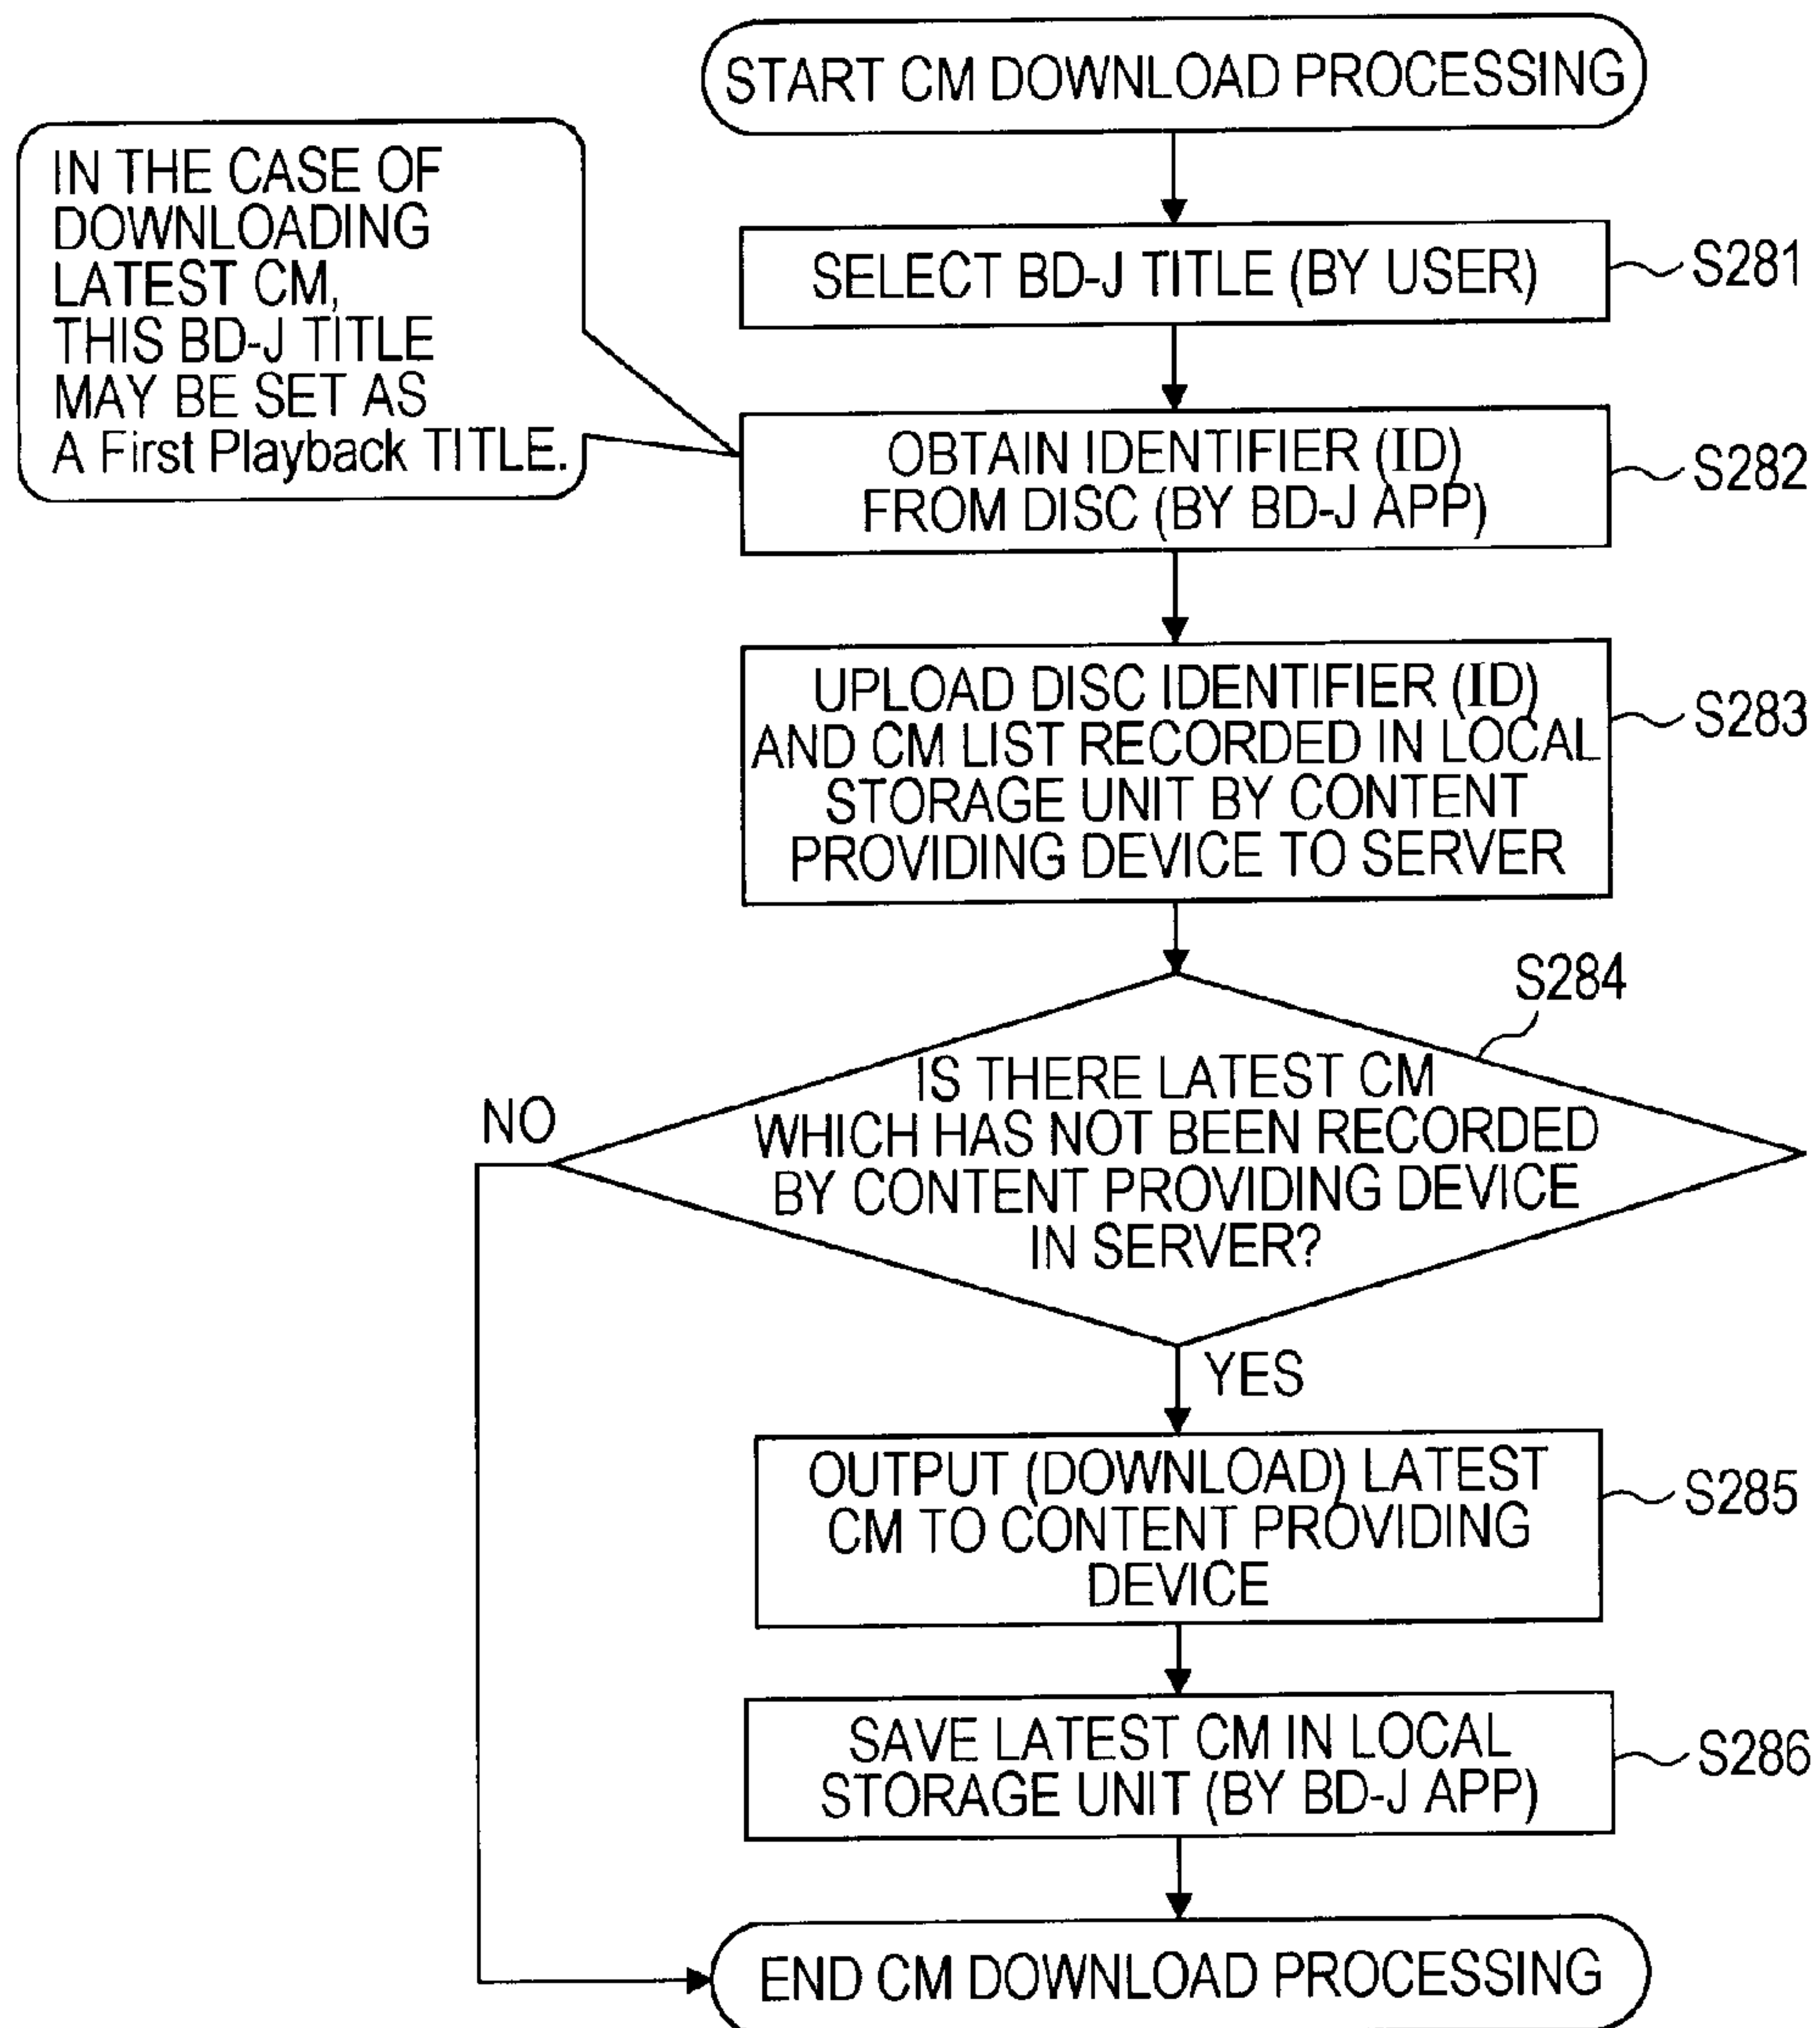 START CM DOWNLOAD PROCESSING
IN THE CASE OF
DOWNLOADING
LATEST CM,
THIS BD-J TITLE
MAY BE SET AS
A First Playback TITLE.
SELECT BD-J TITLE (BY USER)
S281
OBTAIN IDENTIFIER (ID)
FROM DISC (BY BD-J APP)
S282
UPLOAD DISC IDENTIFIER (ID)
AND CM LIST RECORDED IN LOCAL
STORAGE UNIT BY CONTENT
PROVIDING DEVICE TO SERVER
S283
S284
IS THERE LATEST CM
WHICH HAS NOT BEEN RECORDED
BY CONTENT PROVIDING DEVICE
IN SERVER?
NO
YES
OUTPUT (DOWNLOAD) LATEST
CM TO CONTENT PROVIDING
DEVICE
S285
SAVE LATEST CM IN LOCAL
STORAGE UNIT (BY BD-J APP)
S286
END CM DOWNLOAD PROCESSING